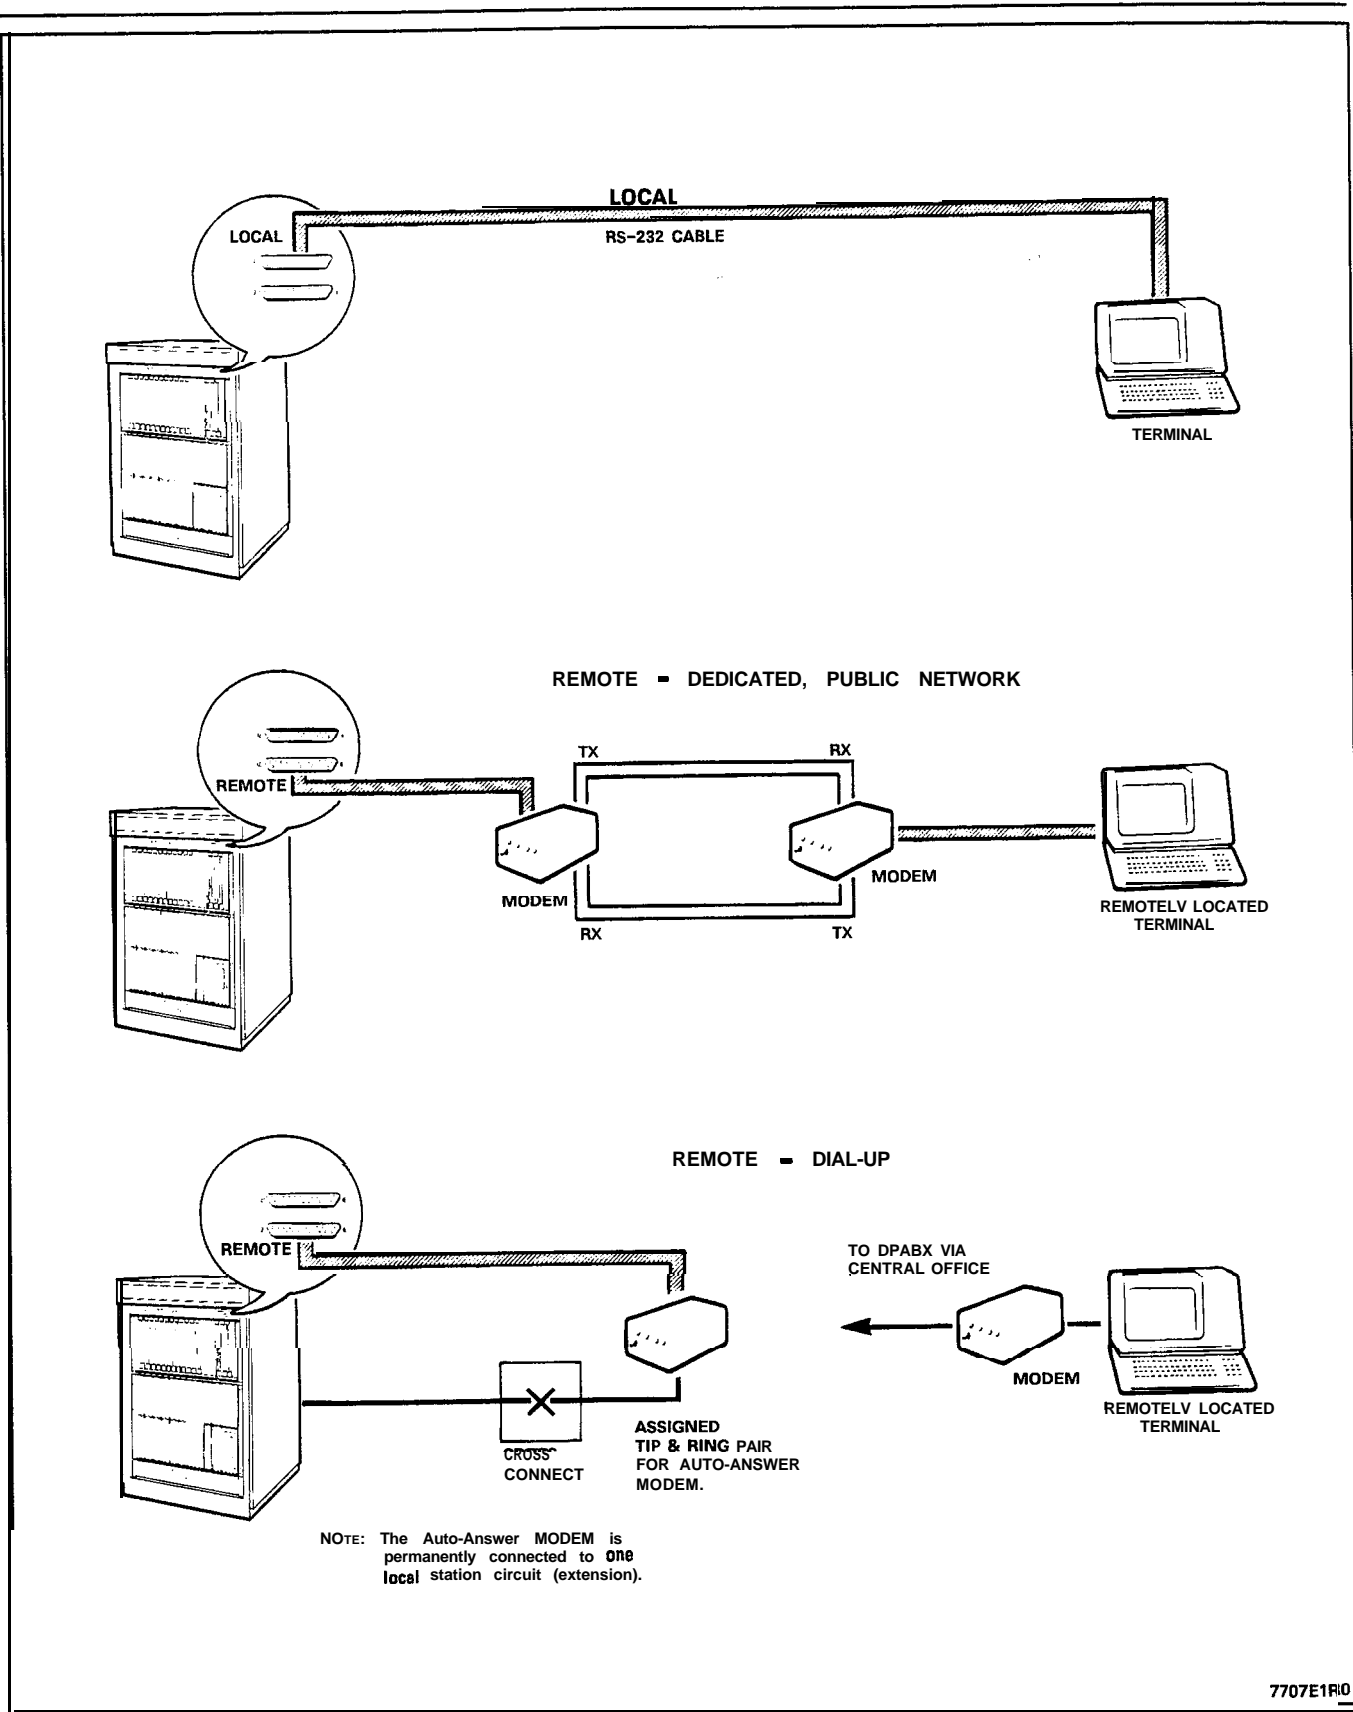 LOCAL
LOCAL
RS-232 CABLE
TERMINAL
REMOTE - DEDICATED, PUBLIC NETWORK
TX
RX
REMOTE
MODEM
MODEM
RX
TX
REMOTELV LOCATED
TERMINAL
REMOTE - DIAL-UP
REMOTE
TO DPABX VIA
CENTRAL OFFICE
MODEM
REMOTELV LOCATED
TERMINAL
CROSS
CONNECT
ASSIGNED
TIP & RING PAIR
FOR AUTO-ANSWER
MODEM.
NOTE: The Auto-Answer MODEM is
permanently connected to one
local station circuit (extension).
7707E1R0